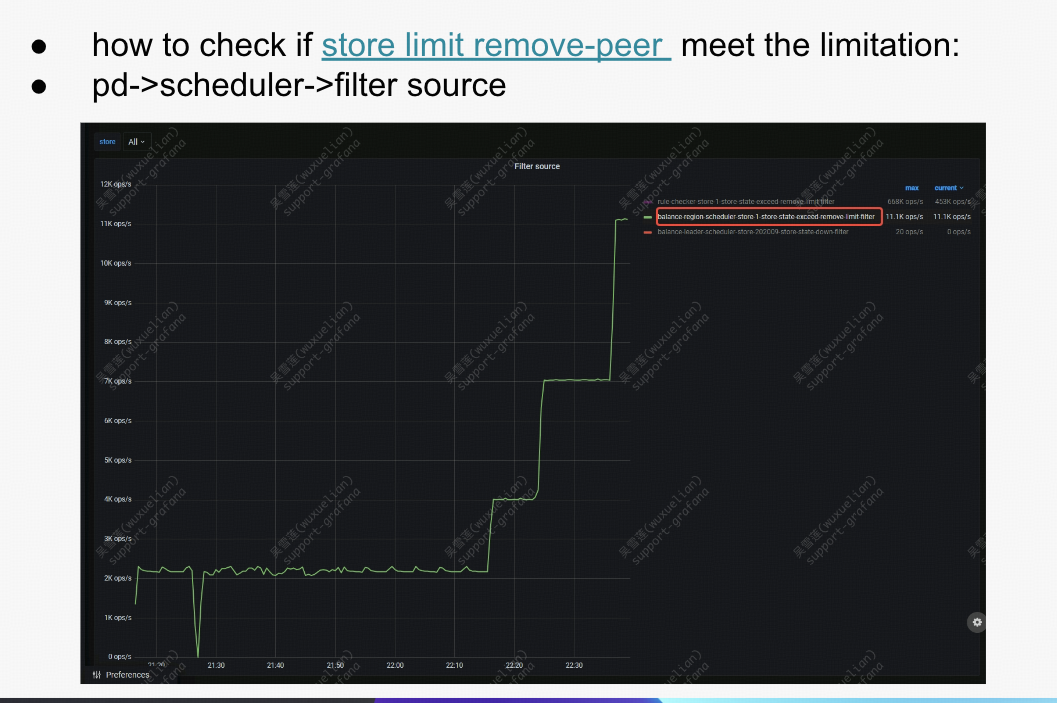 ● how to check if store limit remove-peer meet the limitation:
● pd->scheduler->filter source
store All
Filter source
max current
12K ops/s
11K ops/s
10K ops/s
9K ops/s
8K ops/s
7K ops/s
6K ops/s
5K ops/s
4K ops/s
3K ops/s
2K ops/s
1K ops/s
0 ops/s
rule-checker-store-1-store-state-exceed-remove-limit-filter 668K ops/s 453K ops/s
balance-region-scheduler-store-1-store-state-exceed-remove-limit-filter 11.1K ops/s 11.1K ops/s
balance-leader-scheduler-store-202009-store-state-down-filter 20 ops/s 0 ops/s
21:20 21:30 21:40 21:50 22:00 22:10 22:20 22:30
Preferences
吴雪莲(wuxuelian)
support-grafana